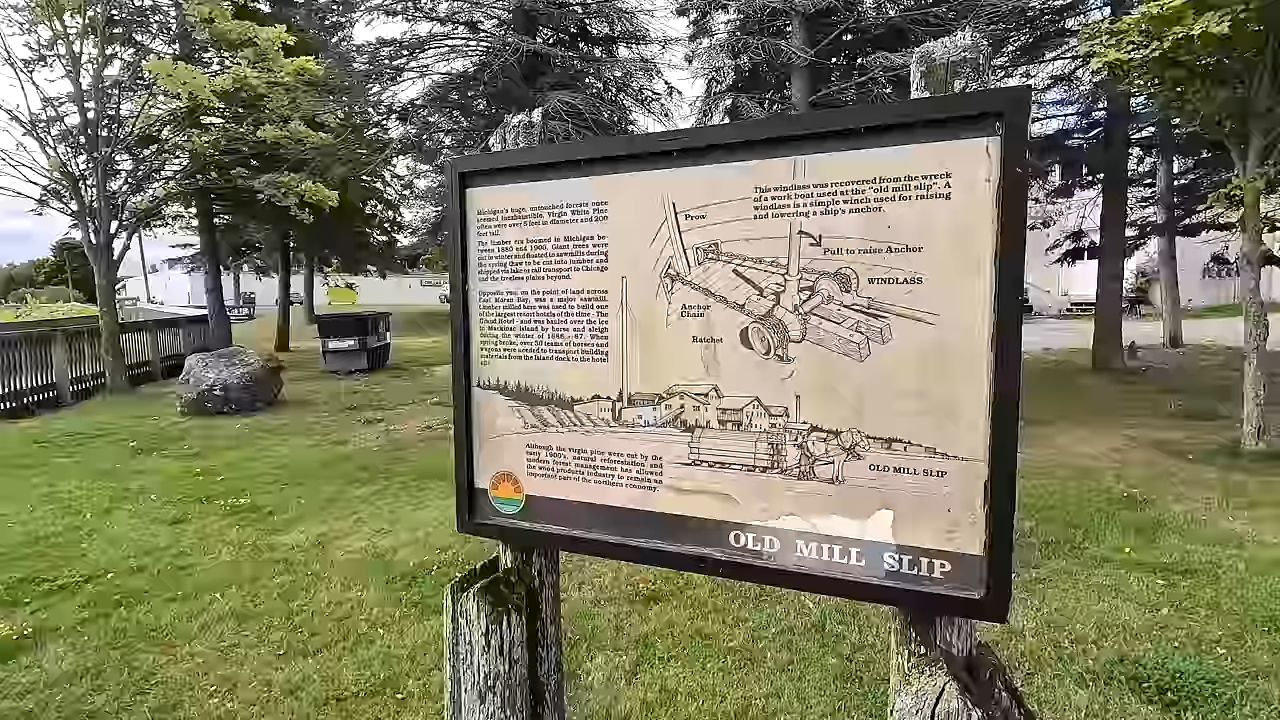 Michigan's huge, untouched forests once
seemed inexhaustible. Virgin White Pine
often were over 5 feet in diameter and 200
feet tall.
The lumber era boomed in Michigan be-
tween 1880 and 1900. Giant trees were
cut in winter and floated to sawmills during
the spring thaw to be cut into lumber and
shipped via lake or rail transport to Chicago
and the treeless plains beyond.
Opposite you, on the point of land across
East Moran Bay, was a major sawmill.
Lumber milled here was used to build one
of the largest resort hotels of the time - The
Grand Hotel - and was hauled over the ice
to Mackinac Island by horse and sleigh
during the winter of 1886-87. When
spring broke, over 50 teams of horses and
wagons were needed to transport building
materials from the Island dock to the hotel
site.
This windlass was recovered from the wreck
of a work boat used at the "old mill slip". A
windlass is a simple winch used for raising
and lowering a ship's anchor.
Prow
Pull to raise Anchor
WINDLASS
Anchor
Chain
Ratchet
Although the virgin pine were cut by the
early 1900's, natural reforestation and
modern forest management has allowed
the wood products industry to remain an
important part of the northern economy.
OLD MILL SLIP
OLD MILL SLIP